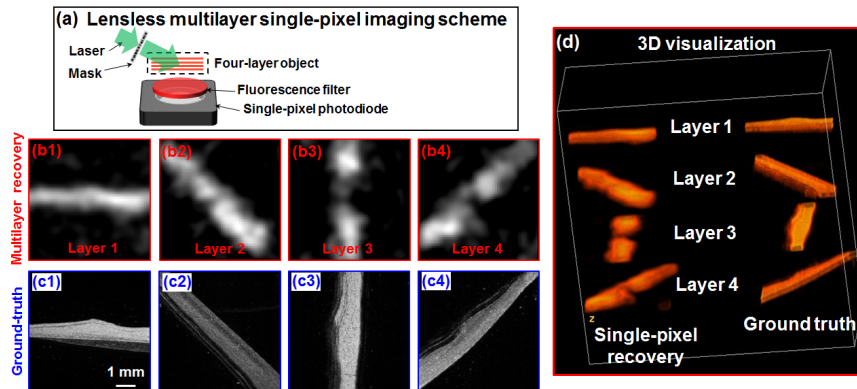 (a) Lensless multilayer single-pixel imaging scheme
Laser
Mask
Four-layer object
Fluorescence filter
Single-pixel photodiode
Multilayer recovery
(b1)
Layer 1
(b2)
Layer 2
(b3)
Layer 3
(b4)
Layer 4
Ground-truth
(c1)
1 mm
(c2)
(c3)
(c4)
(d)
3D visualization
Layer 1
Layer 2
Layer 3
Layer 4
z
Single-pixel
recovery
Ground truth